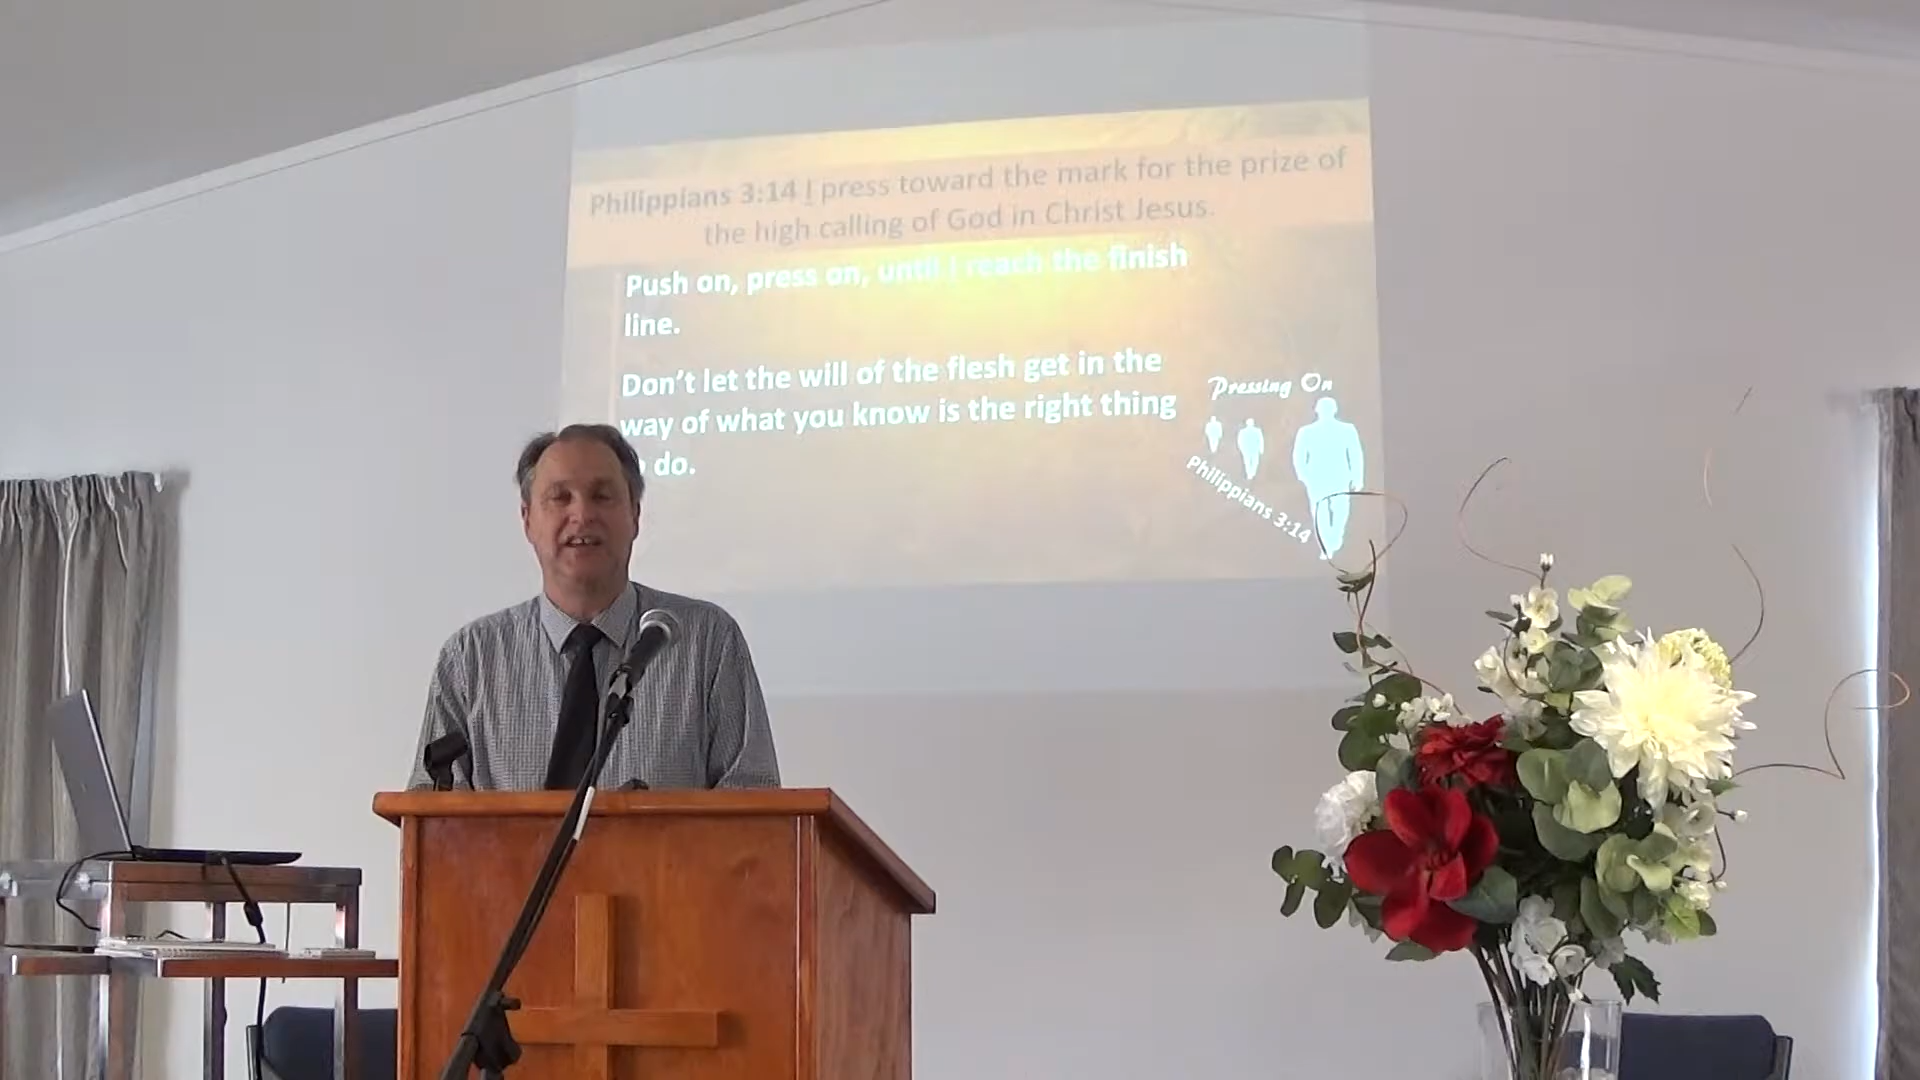 Philippians 3:14 I press toward the mark for the prize of
the high calling of God in Christ Jesus.
Push on, press on, until I reach the finish
line.
Don't let the will of the flesh get in the
way of what you know is the right thing
do.
Pressing On
Philippians 3:14